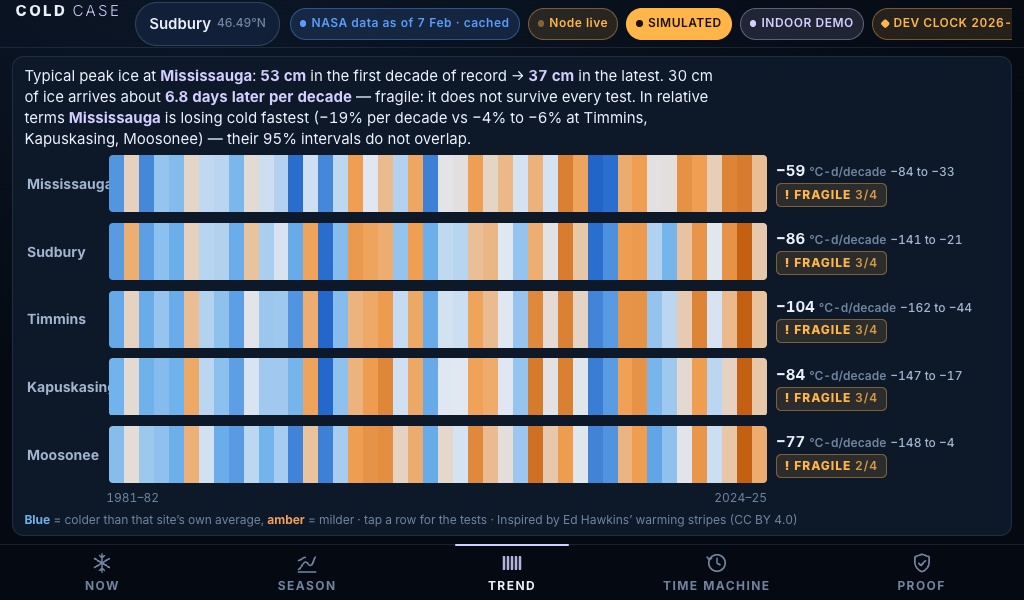 COLD CASE
Sudbury 46.49°N
NASA data as of 7 Feb · cached
Node live
SIMULATED
INDOOR DEMO
DEV CLOCK 2026-
Typical peak ice at Mississauga: 53 cm in the first decade of record → 37 cm in the latest. 30 cm
of ice arrives about 6.8 days later per decade — fragile: it does not survive every test. In relative
terms Mississauga is losing cold fastest (−19% per decade vs −4% to −6% at Timmins,
Kapuskasing, Moosonee) — their 95% intervals do not overlap.
Mississauga
−59 °C-d/decade −84 to −33
! FRAGILE 3/4
Sudbury
−86 °C-d/decade −141 to −21
! FRAGILE 3/4
Timmins
−104 °C-d/decade −162 to −44
! FRAGILE 3/4
Kapuskasing
−84 °C-d/decade −147 to −17
! FRAGILE 3/4
Moosonee
−77 °C-d/decade −148 to −4
! FRAGILE 2/4
1981–82
2024–25
Blue = colder than that site’s own average, amber = milder · tap a row for the tests · Inspired by Ed Hawkins’ warming stripes (CC BY 4.0)
NOW
SEASON
TREND
TIME MACHINE
PROOF